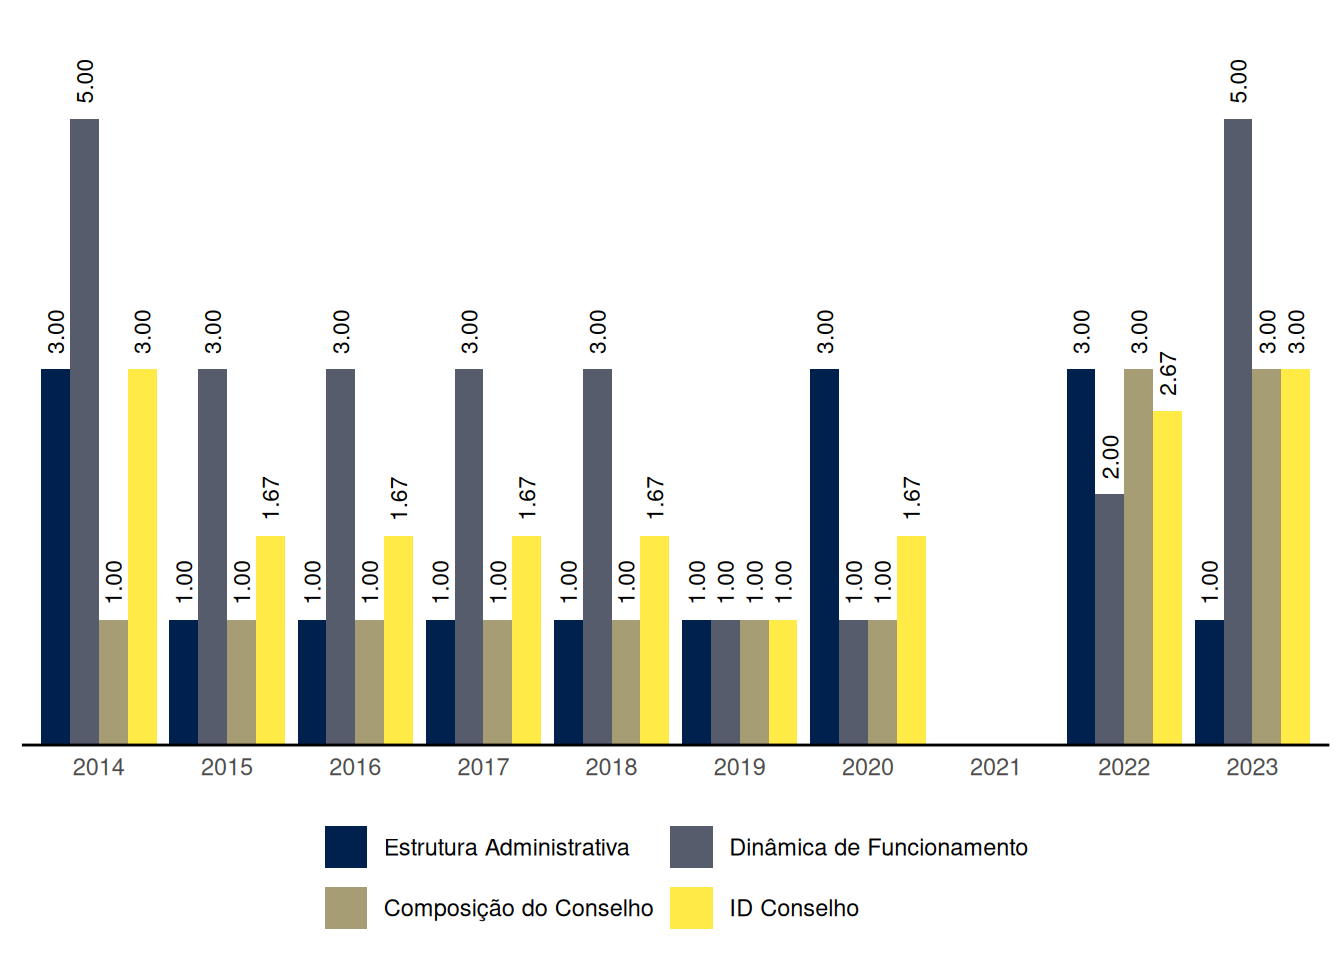 5.00 5.00
3.00 3.00 3.00 3.00 3.00 3.00 3.00 3.00 3.00 3.00 3.00
2.67
2.00
1.67 1.67 1.67 1.67 1.67
1.00 1.00 1.00 1.00 1.00 1.00 1.00 1.00 1.00 1.00 1.00 1.00 1.00 1.00 1.00 1.00
2014 2015 2016 2017 2018 2019 2020 2021 2022 2023
Estrutura Administrativa Dinâmica de Funcionamento
Composição do Conselho ID Conselho